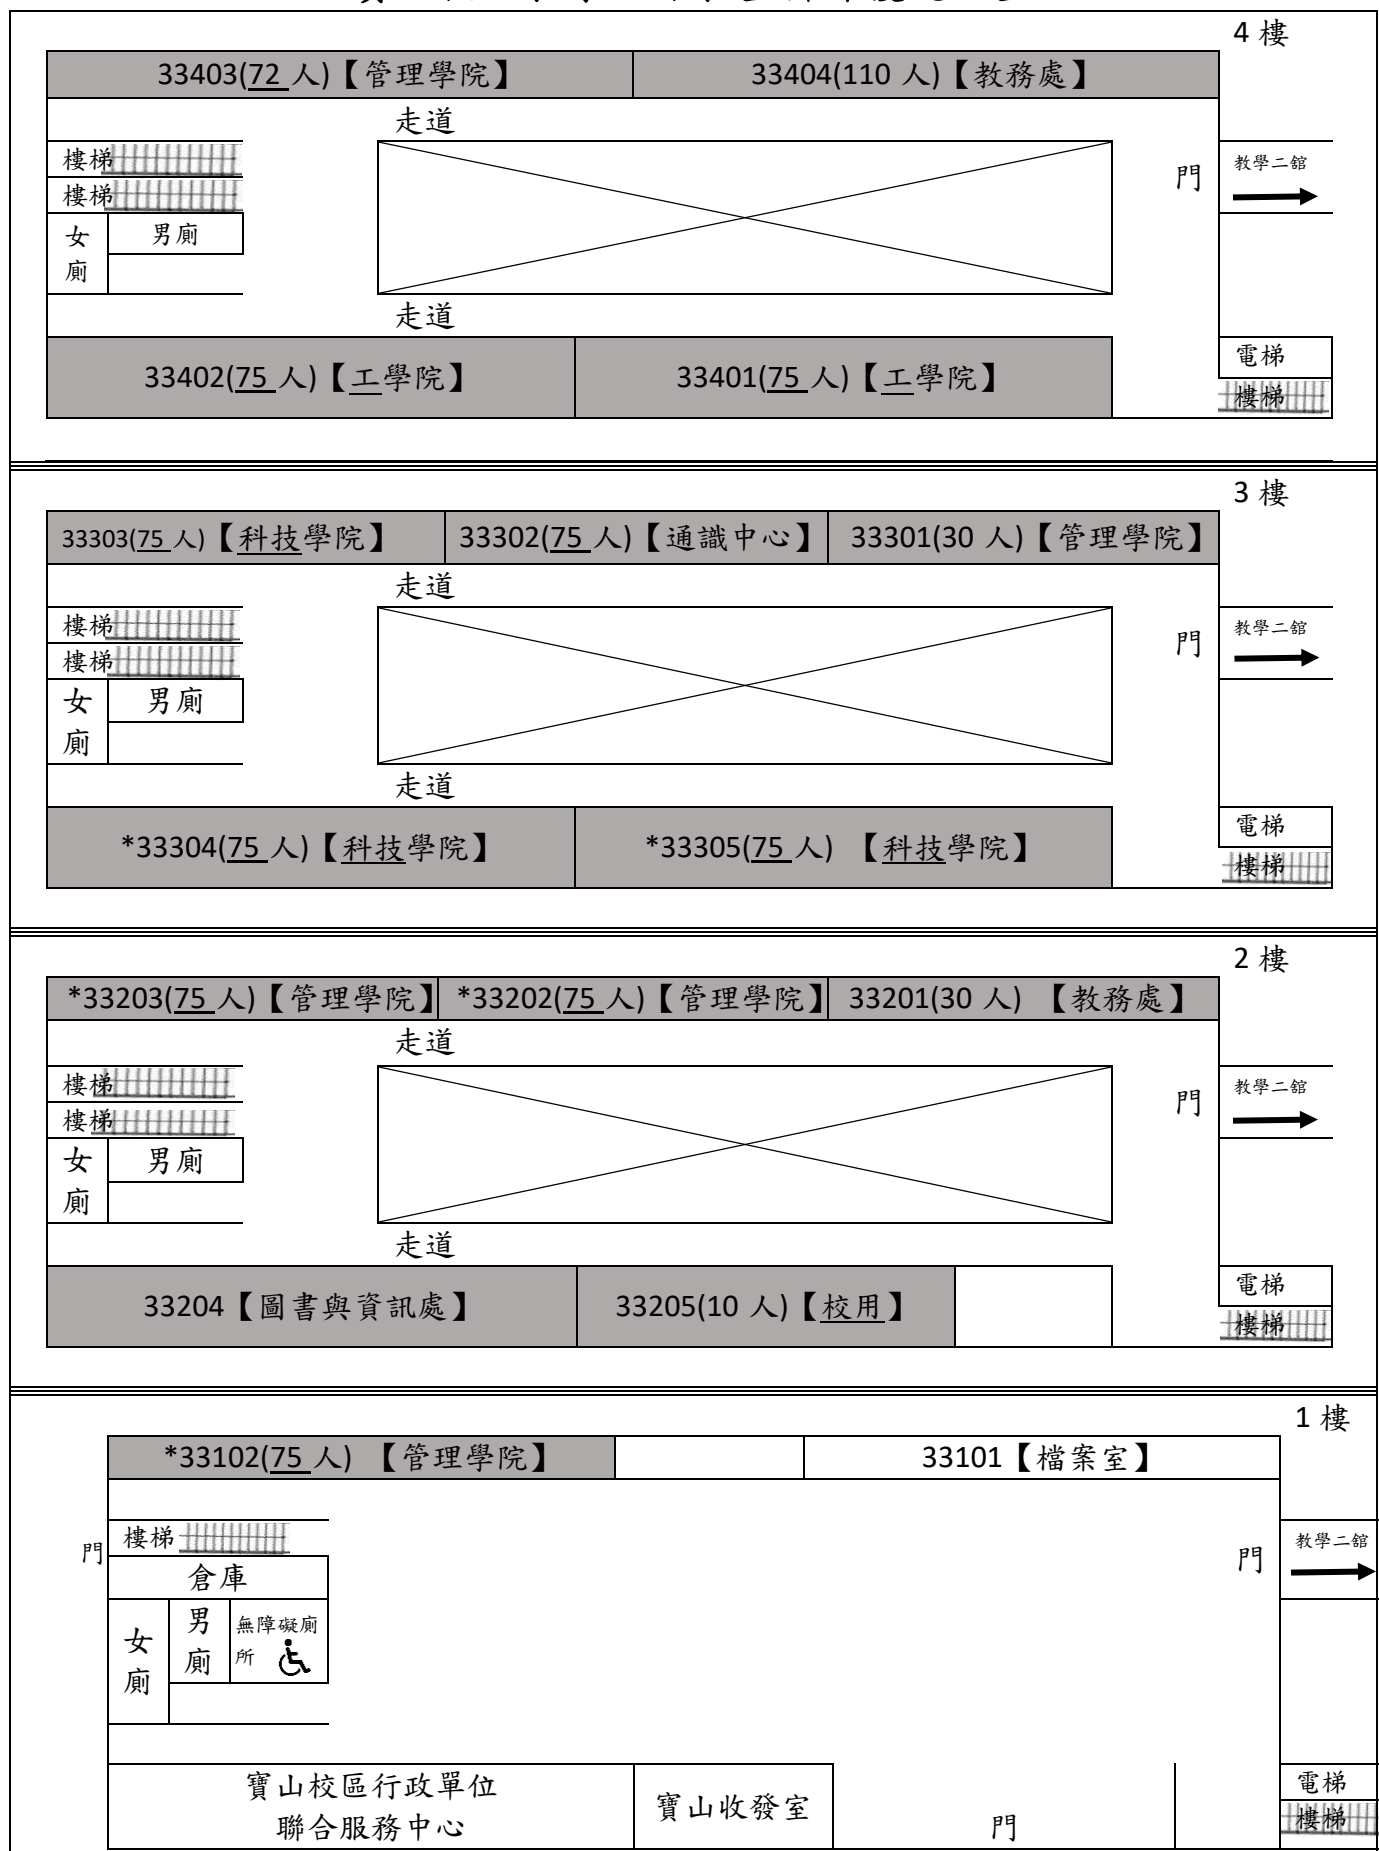 4 樓
33403(72 人)【管理學院】 33404(110 人)【教務處】
走道
樓梯
樓梯
門
教學二舘
女廁
男廁
走道
33402(75 人)【工學院】 33401(75 人)【工學院】
電梯
樓梯
3 樓
33303(75 人)【科技學院】 33302(75 人)【通識中心】 33301(30 人)【管理學院】
走道
樓梯
樓梯
門
教學二舘
女廁
男廁
走道
*33304(75 人)【科技學院】 *33305(75 人) 【科技學院】
電梯
樓梯
2 樓
*33203(75 人)【管理學院】 *33202(75 人)【管理學院】 33201(30 人) 【教務處】
走道
樓梯
樓梯
門
教學二舘
女廁
男廁
走道
33204【圖書與資訊處】 33205(10 人)【校用】
電梯
樓梯
1 樓
*33102(75 人) 【管理學院】 33101【檔案室】
門
樓梯
倉庫
門
教學二舘
女廁
男廁
無障礙廁
所
寶山校區行政單位
聯合服務中心
寶山收發室
門
電梯
樓梯